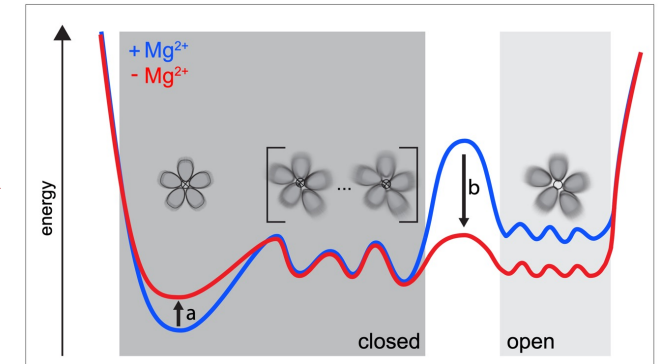 + Mg²⁺
- Mg²⁺
energy
...
b
a
closed
open